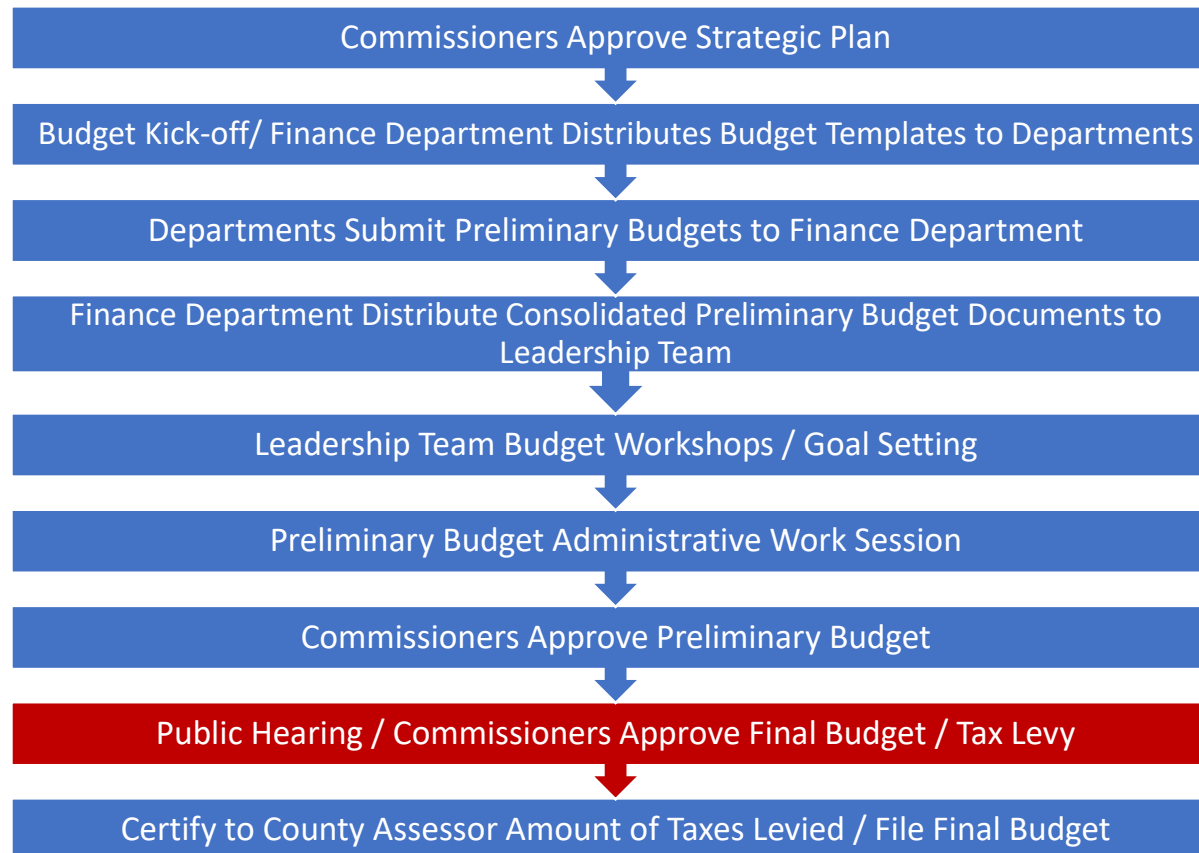 Commissioners Approve Strategic Plan
Budget Kick-off/ Finance Department Distributes Budget Templates to Departments
Departments Submit Preliminary Budgets to Finance Department
Finance Department Distribute Consolidated Preliminary Budget Documents to
Leadership Team
Leadership Team Budget Workshops / Goal Setting
Preliminary Budget Administrative Work Session
Commissioners Approve Preliminary Budget
Public Hearing / Commissioners Approve Final Budget / Tax Levy
Certify to County Assessor Amount of Taxes Levied / File Final Budget